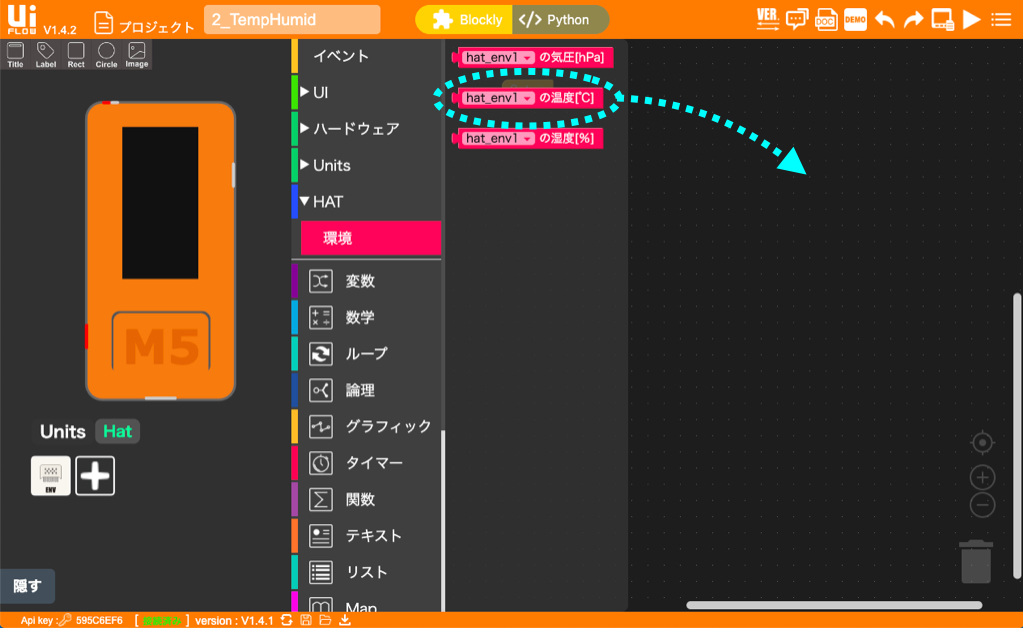 Ui
FLOW V1.4.2
プロジェクト
2_TempHumid
Blockly
</> Python
VER.
DOC
DEMO
Title Label Rect Circle Image
M5
Units Hat
ENV
隠す
イベント
UI
ハードウェア
Units
HAT
環境
変数
数学
ループ
論理
グラフィック
タイマー
関数
テキスト
リスト
Map
hat_env1 の気圧[hPa]
hat_env1 の温度[℃]
hat_env1 の湿度[%]
Api key : 595C6EF6 [ ] version : V1.4.1